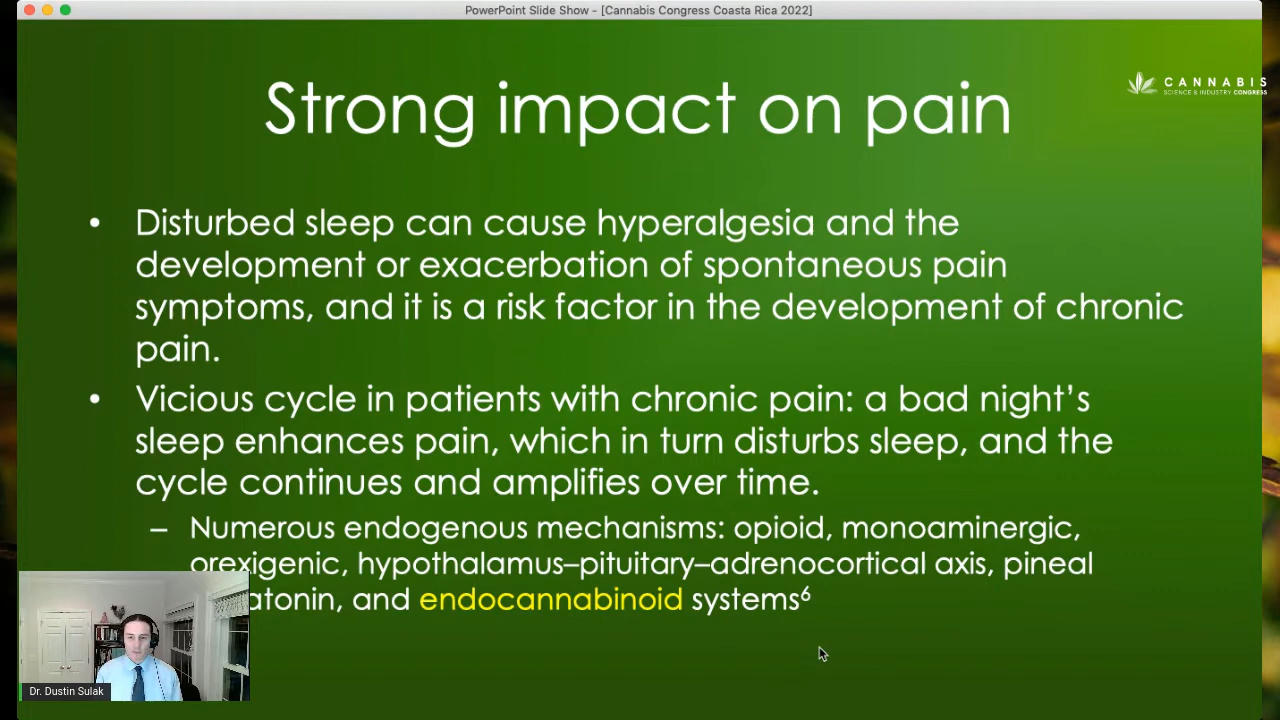 PowerPoint Slide Show - [Cannabis Congress Coasta Rica 2022]
CANNABIS
SCIENCE & INDUSTRY CONGRESS
Strong impact on pain
• Disturbed sleep can cause hyperalgesia and the
development or exacerbation of spontaneous pain
symptoms, and it is a risk factor in the development of chronic
pain.
• Vicious cycle in patients with chronic pain: a bad night’s
sleep enhances pain, which in turn disturbs sleep, and the
cycle continues and amplifies over time.
– Numerous endogenous mechanisms: opioid, monoaminergic,
orexigenic, hypothalamus–pituitary–adrenocortical axis, pineal
atonin, and endocannabinoid systems⁶
Dr. Dustin Sulak